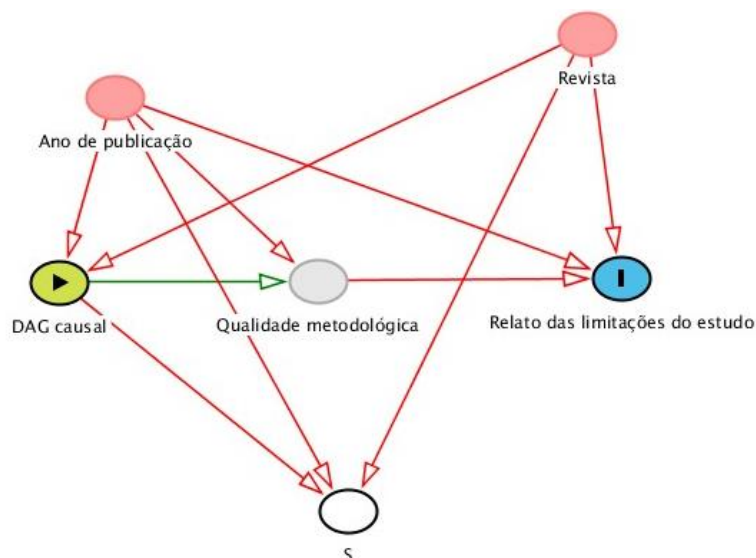 Revista
Ano de publicação
DAG causal
Qualidade metodológica
Relato das limitações do estudo
S